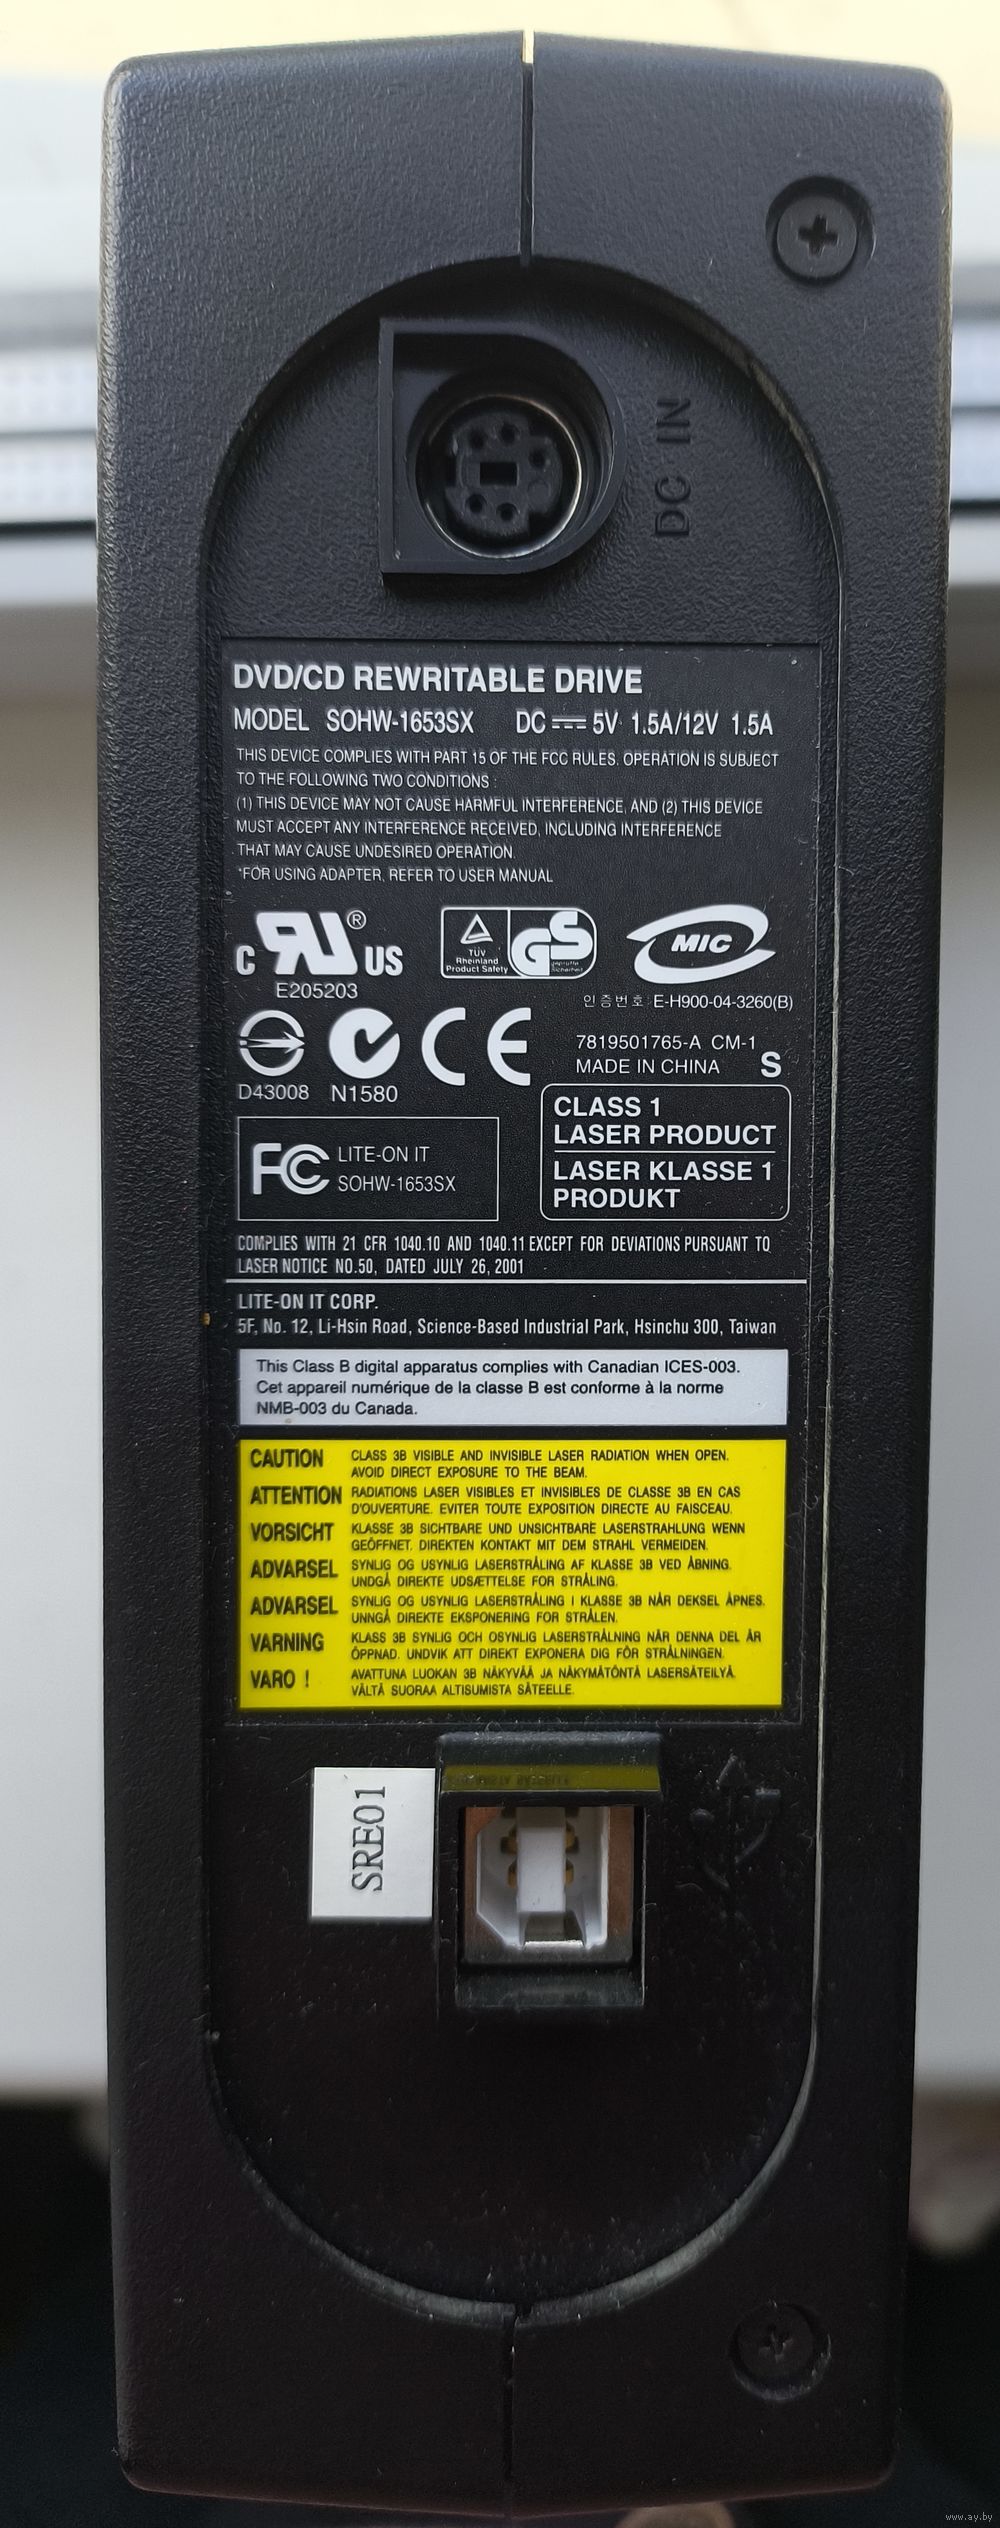 DC IN
DVD/CD REWRITABLE DRIVE
MODEL SOHW-1653SX DC 5V 1.5A/12V 1.5A
THIS DEVICE COMPLIES WITH PART 15 OF THE FCC RULES. OPERATION IS SUBJECT
TO THE FOLLOWING TWO CONDITIONS :
(1) THIS DEVICE MAY NOT CAUSE HARMFUL INTERFERENCE, AND (2) THIS DEVICE
MUST ACCEPT ANY INTERFERENCE RECEIVED, INCLUDING INTERFERENCE
THAT MAY CAUSE UNDESIRED OPERATION.
*FOR USING ADAPTER, REFER TO USER MANUAL
C RU® US
E205203
TÜV
Rheinland
Product Safety
GS
geprüfte
Sicherheit
MIC
인증번호 E-H900-04-3260(B)
D43008
N1580
CE
7819501765-A CM-1
MADE IN CHINA S
FC LITE-ON IT
SOHW-1653SX
CLASS 1
LASER PRODUCT
LASER KLASSE 1
PRODUKT
COMPLIES WITH 21 CFR 1040.10 AND 1040.11 EXCEPT FOR DEVIATIONS PURSUANT TO
LASER NOTICE NO.50, DATED JULY 26, 2001
LITE-ON IT CORP.
5F, No. 12, Li-Hsin Road, Science-Based Industrial Park, Hsinchu 300, Taiwan
This Class B digital apparatus complies with Canadian ICES-003.
Cet appareil numérique de la classe B est conforme à la norme
NMB-003 du Canada.
CAUTION CLASS 3B VISIBLE AND INVISIBLE LASER RADIATION WHEN OPEN.
AVOID DIRECT EXPOSURE TO THE BEAM.
ATTENTION RADIATIONS LASER VISIBLES ET INVISIBLES DE CLASSE 3B EN CAS
D'OUVERTURE. EVITER TOUTE EXPOSITION DIRECTE AU FAISCEAU.
VORSICHT KLASSE 3B SICHTBARE UND UNSICHTBARE LASERSTRAHLUNG WENN
GEÖFFNET. DIREKTEN KONTAKT MIT DEM STRAHL VERMEIDEN.
ADVARSEL SYNLIG OG USYNLIG LASERSTRÅLING AF KLASSE 3B VED ÅBNING.
UNDGÅ DIREKTE UDSÆTTELSE FOR STRÅLING.
ADVARSEL SYNLIG OG USYNLIG LASERSTRÅLING I KLASSE 3B NÅR DEKSEL ÅPNES.
UNNGÅ DIREKTE EKSPONERING FOR STRÅLEN.
VARNING KLASS 3B SYNLIG OCH OSYNLIG LASERSTRÅLNING NÄR DENNA DEL ÄR
ÖPPNAD. UNDVIK ATT DIREKT EXPONERA DIG FÖR STRÅLNINGEN.
VARO ! AVATTUNA LUOKAN 3B NÄKYVÄÄ JA NÄKYMÄTÖNTÄ LASERSÄTEILYÄ.
VÄLTÄ SUORAA ALTISUMISTA SÄTEELLE.
SRE01
www.ay.by